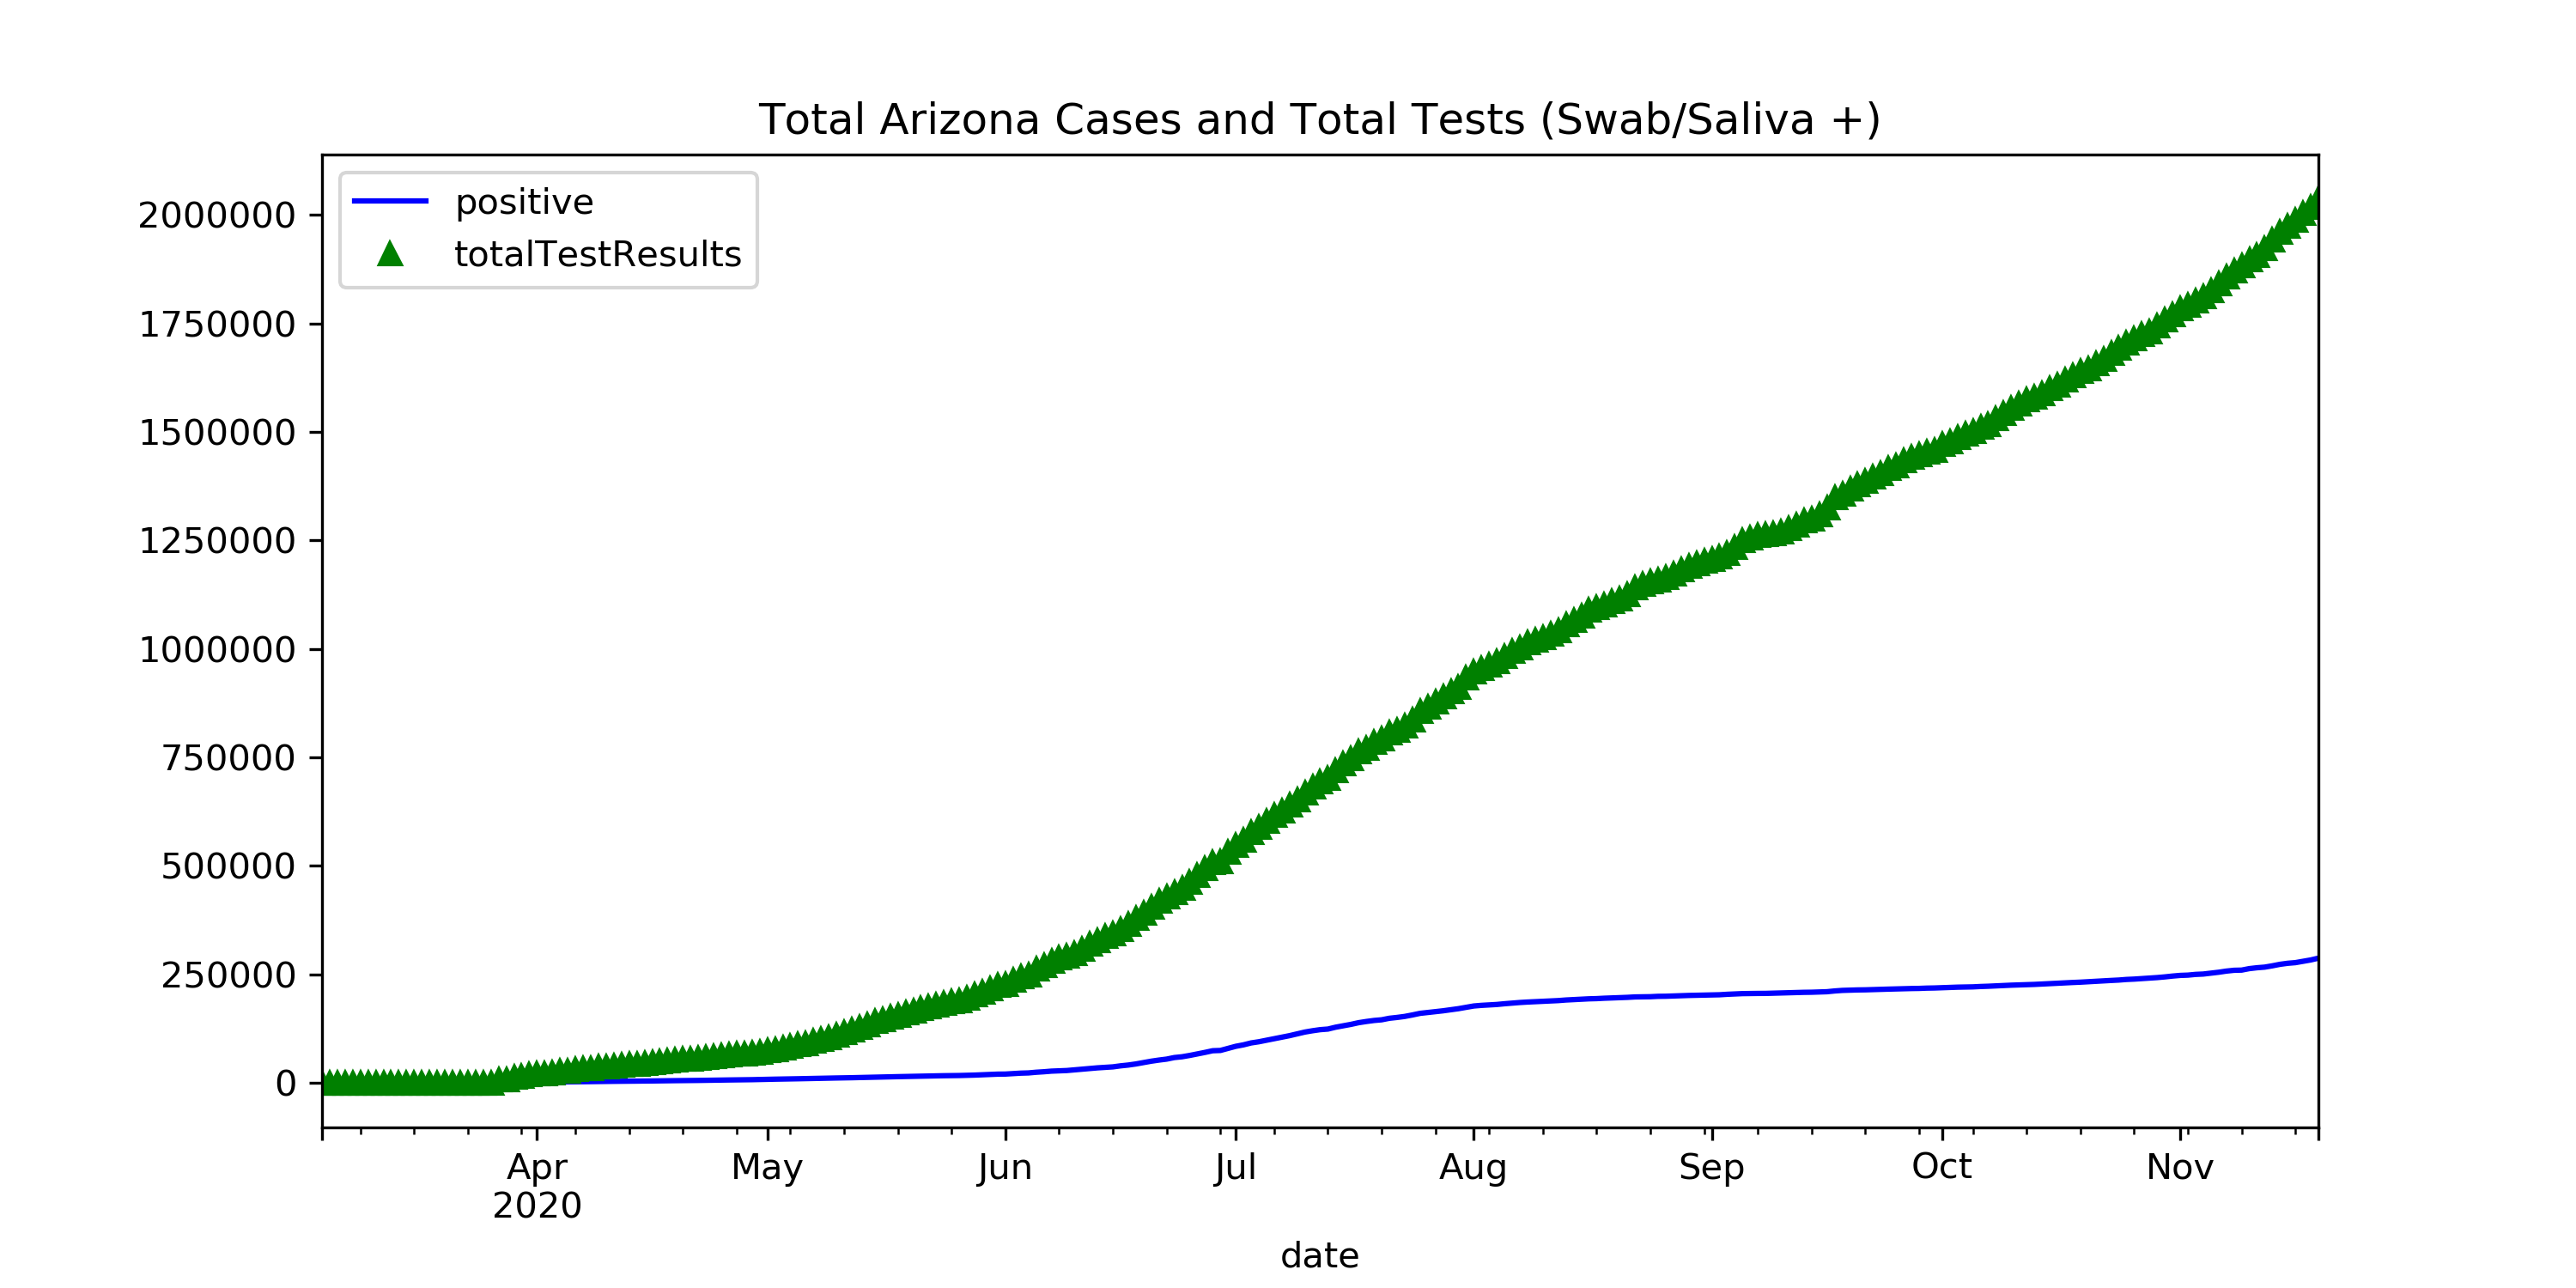 Total Arizona Cases and Total Tests (Swab/Saliva +)
positive
totalTestResults
2000000
1750000
1500000
1250000
1000000
750000
500000
250000
0
Apr May Jun Jul Aug Sep Oct Nov
2020
date